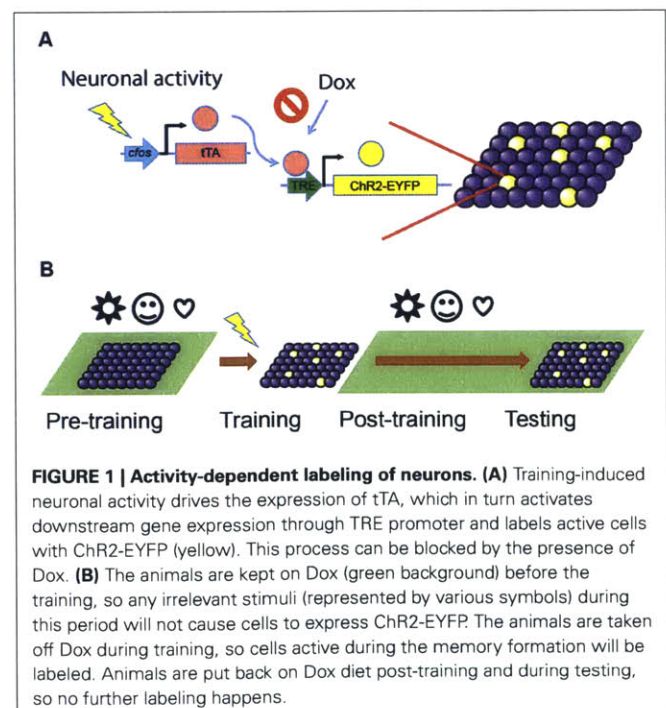 A
Neuronal activity
Dox
cfos
tTA
TRE
ChR2-EYFP
B
Pre-training Training Post-training Testing
FIGURE 1 | Activity-dependent labeling of neurons. (A) Training-induced
neuronal activity drives the expression of tTA, which in turn activates
downstream gene expression through TRE promoter and labels active cells
with ChR2-EYFP (yellow). This process can be blocked by the presence of
Dox. (B) The animals are kept on Dox (green background) before the
training, so any irrelevant stimuli (represented by various symbols) during
this period will not cause cells to express ChR2-EYFP. The animals are taken
off Dox during training, so cells active during the memory formation will be
labeled. Animals are put back on Dox diet post-training and during testing,
so no further labeling happens.